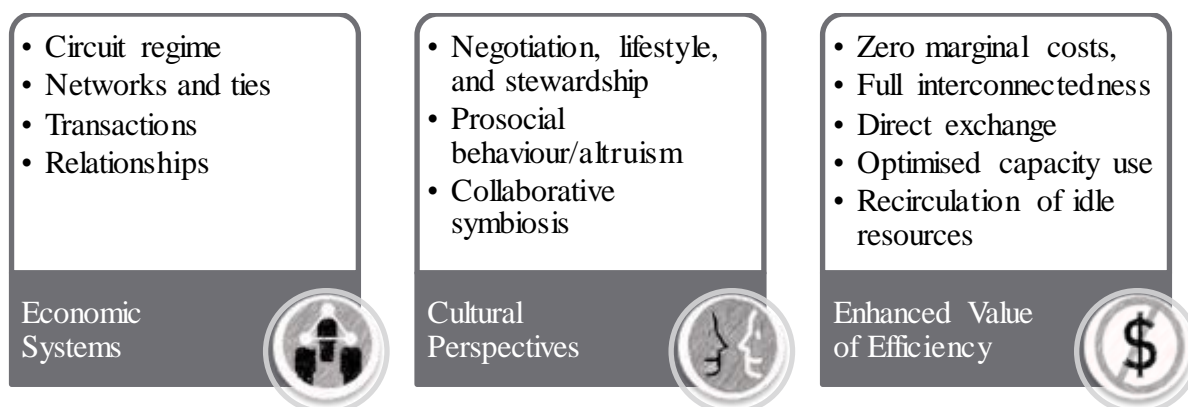 • Circuit regime
• Networks and ties
• Transactions
• Relationships
Economic
Systems
• Negotiation, lifestyle,
and stewardship
• Prosocial
behaviour/altruism
• Collaborative
symbiosis
Cultural
Perspectives
• Zero marginal costs,
• Full interconnectedness
• Direct exchange
• Optimised capacity use
• Recirculation of idle
resources
Enhanced Value
of Efficiency
$